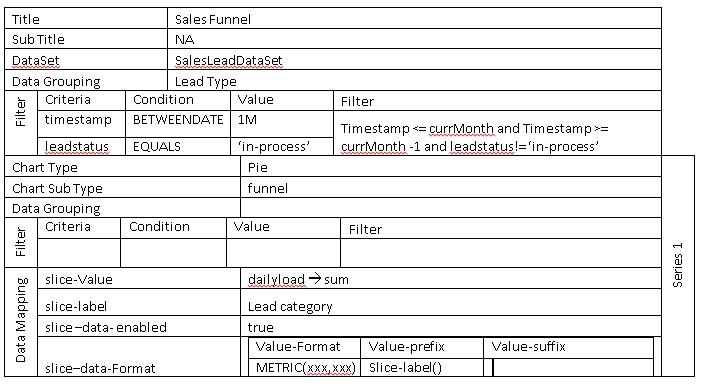 Title Sales Funnel
Sub Title NA
DataSet SalesLeadDataSet
Data Grouping Lead Type
Filter
Criteria Condition Value Filter
timestamp BETWEENDATE 1M
Timestamp <= currMonth and Timestamp >=
leadstatus EQUALS ‘in-process’ currMonth -1 and leadstatus!=‘in-process’
Chart Type Pie
Chart Sub Type funnel
Data Grouping
Filter
Criteria Condition Value Filter
Series 1
Data Mapping
slice-Value dailyload → sum
slice-label Lead category
slice–data- enabled true
Value-Format Value-prefix Value-suffix
slice–data-Format METRIC(xxx,xxx) Slice-label()